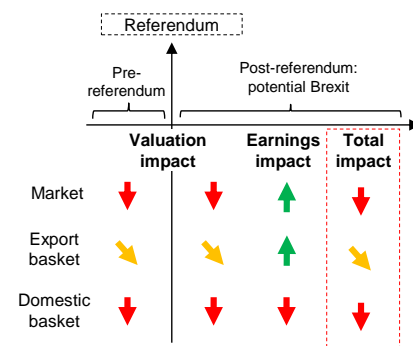 Referendum
Pre-
referendum
Post-referendum:
potential Brexit
Valuation
impact
Earnings
impact
Total
impact
Market
Export
basket
Domestic
basket